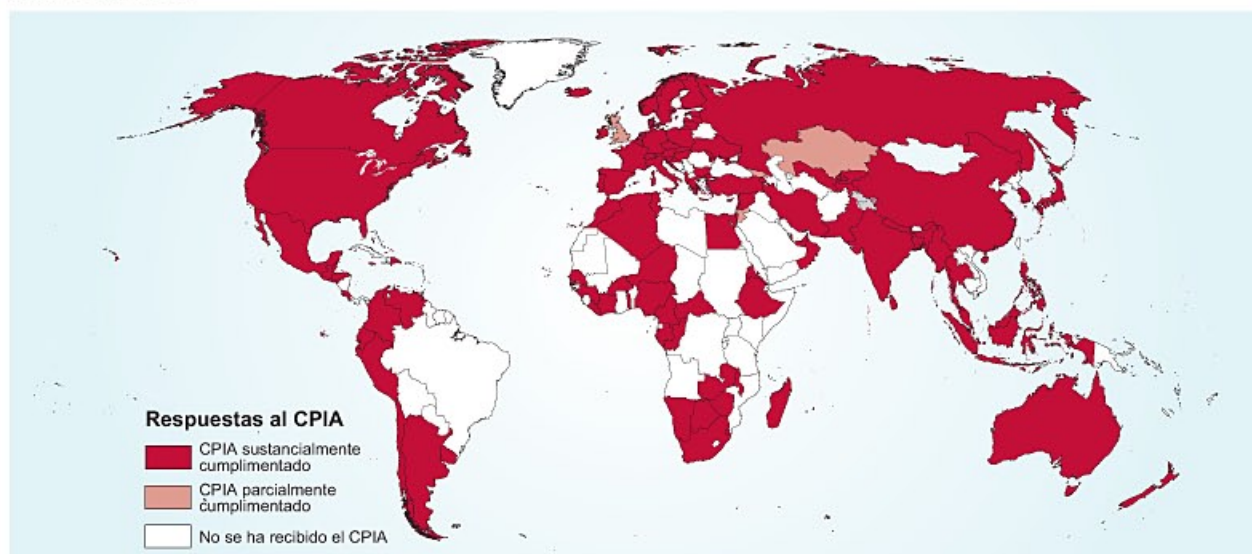 Respuestas al CPIA
CPIA sustancialmente
cumplimentado
CPIA parcialmente
cumplimentado
No se ha recibido el CPIA